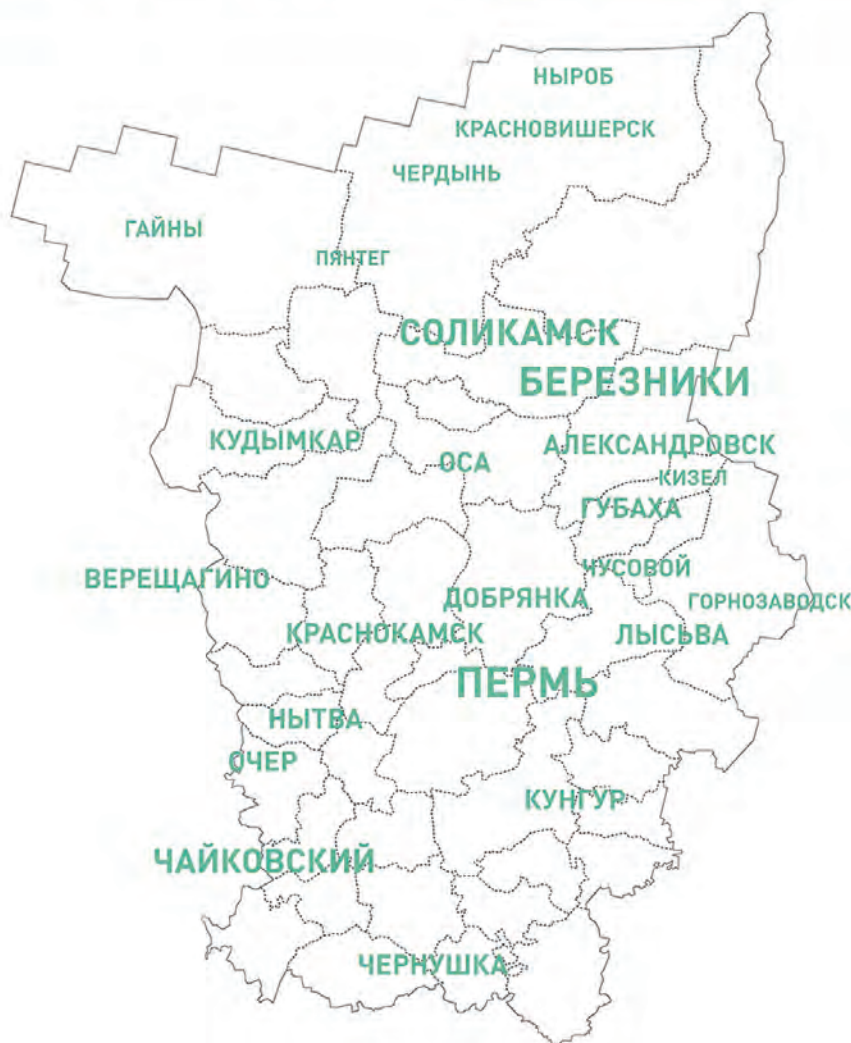 НЫРОБ
КРАСНОВИШЕРСК
ЧЕРДЫНЬ
ГАЙНЫ
ПЯНТЕГ
СОЛИКАМСК
БЕРЕЗНИКИ
КУДЫМКАР
АЛЕКСАНДРОВСК
ОСА
КИЗЕЛ
ГУБАХА
ЧУСОВОЙ
ВЕРЕЩАГИНО
ДОБРЯНКА
ГОРНОЗАВОДСК
КРАСНОКАМСК
ЛЫСЬВА
ПЕРМЬ
НЫТВА
ОЧЕР
КУНГУР
ЧАЙКОВСКИЙ
ЧЕРНУШКА